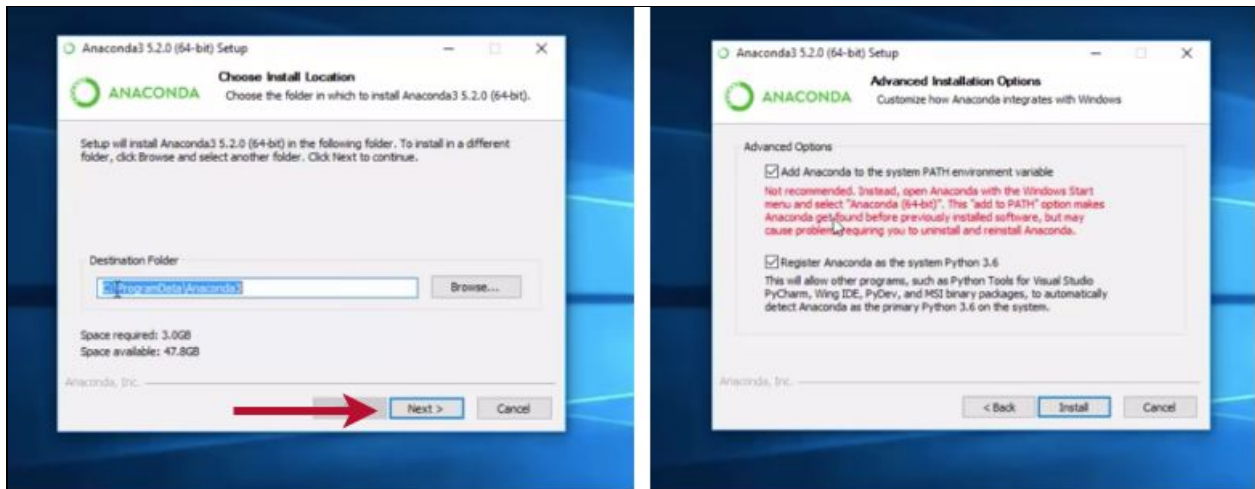 Anaconda3 5.2.0 (64-bit) Setup
ANACONDA
Choose Install Location
Choose the folder in which to install Anaconda3 5.2.0 (64-bit).
Setup will install Anaconda3 5.2.0 (64-bit) in the following folder. To install in a different
folder, click Browse and select another folder. Click Next to continue.
Destination Folder
C:\ProgramData\Anaconda3
Browse...
Space required: 3.0GB
Space available: 47.8GB
Anaconda, Inc.
Next >
Cancel
Anaconda3 5.2.0 (64-bit) Setup
ANACONDA
Advanced Installation Options
Customize how Anaconda integrates with Windows
Advanced Options
Add Anaconda to the system PATH environment variable
Not recommended. Instead, open Anaconda with the Windows Start
menu and select "Anaconda (64-bit)". This "add to PATH" option makes
Anaconda get found before previously installed software, but may
cause problems requiring you to uninstall and reinstall Anaconda.
Register Anaconda as the system Python 3.6
This will allow other programs, such as Python Tools for Visual Studio
PyCharm, Wing IDE, PyDev, and MSI binary packages, to automatically
detect Anaconda as the primary Python 3.6 on the system.
Anaconda, Inc.
< Back
Install
Cancel